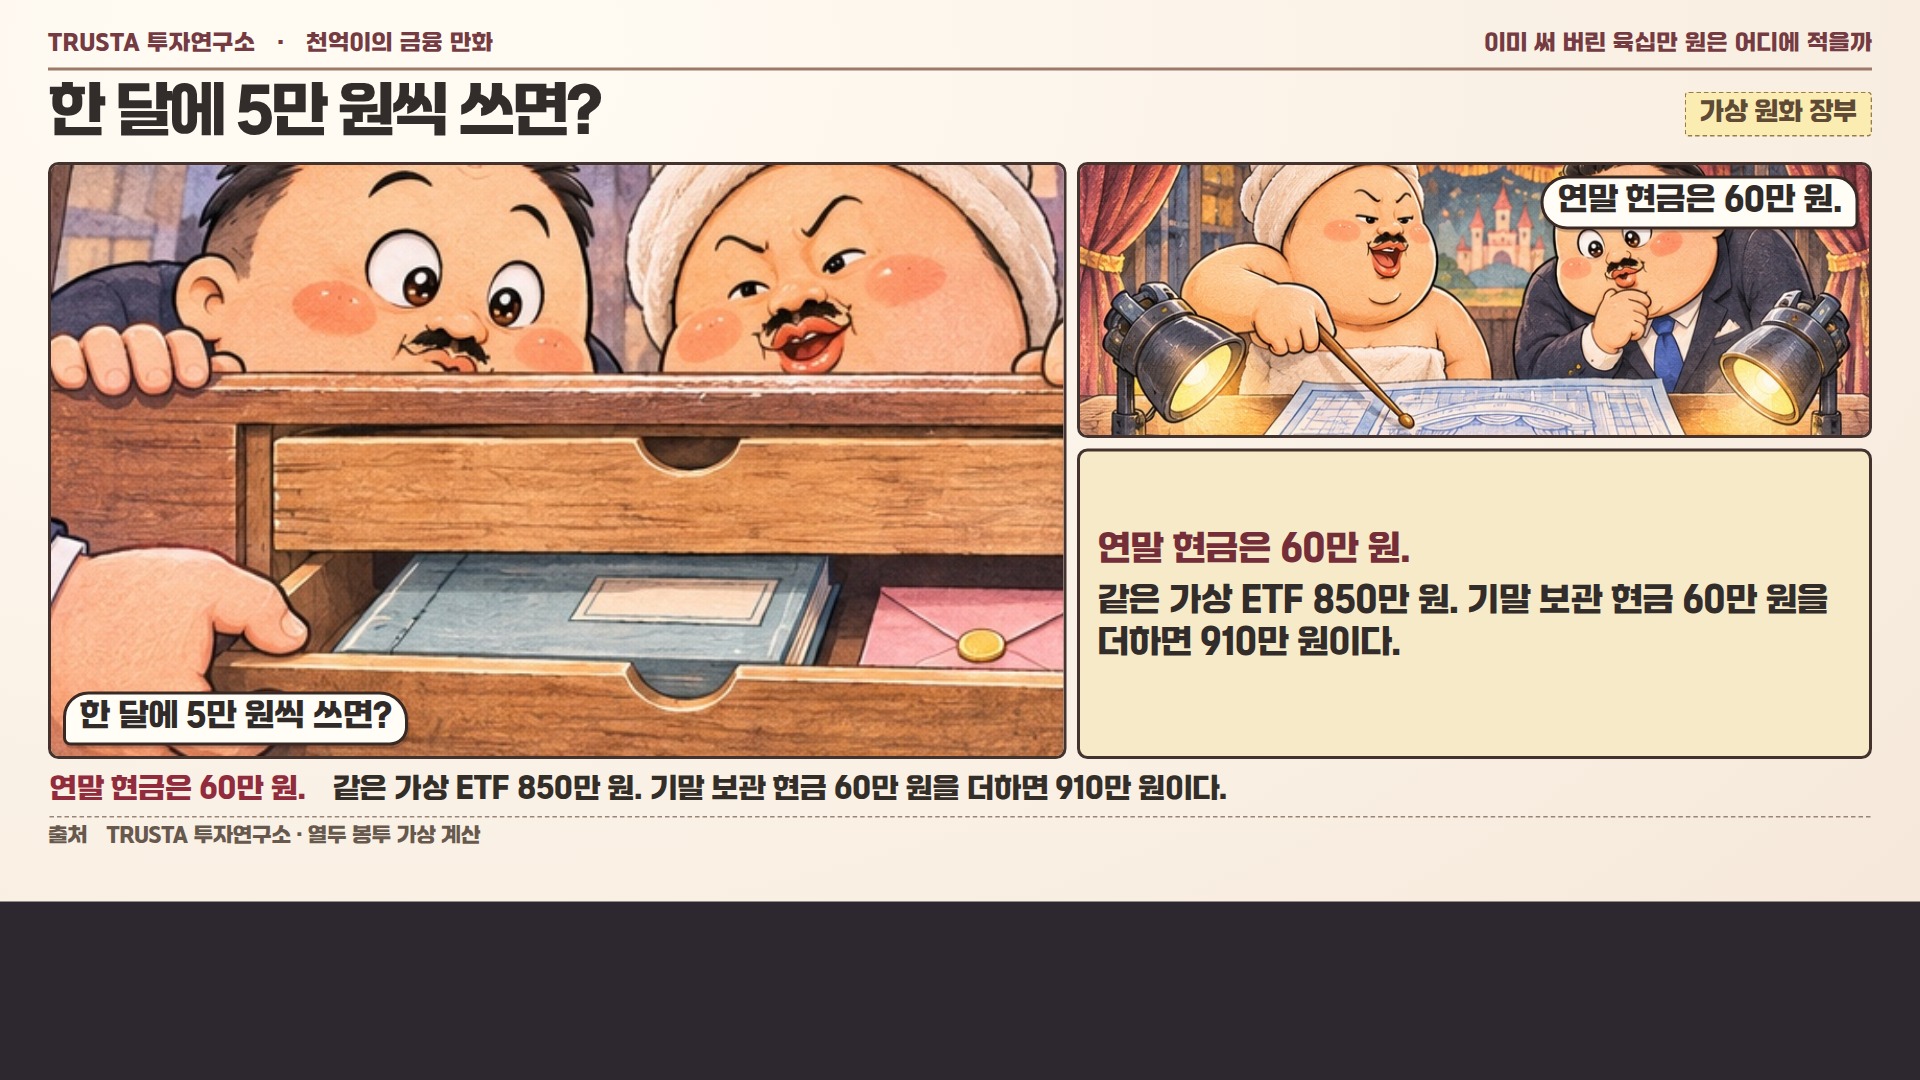 TRUSTA 투자연구소 · 천억이의 금융 만화
이미 써 버린 육십만 원은 어디에 적을까
한 달에 5만 원씩 쓰면?
가상 원화 장부
연말 현금은 60만 원.
한 달에 5만 원씩 쓰면?
연말 현금은 60만 원.
같은 가상 ETF 850만 원. 기말 보관 현금 60만 원을
더하면 910만 원이다.
연말 현금은 60만 원. 같은 가상 ETF 850만 원. 기말 보관 현금 60만 원을 더하면 910만 원이다.
출처 TRUSTA 투자연구소 · 열두 봉투 가상 계산